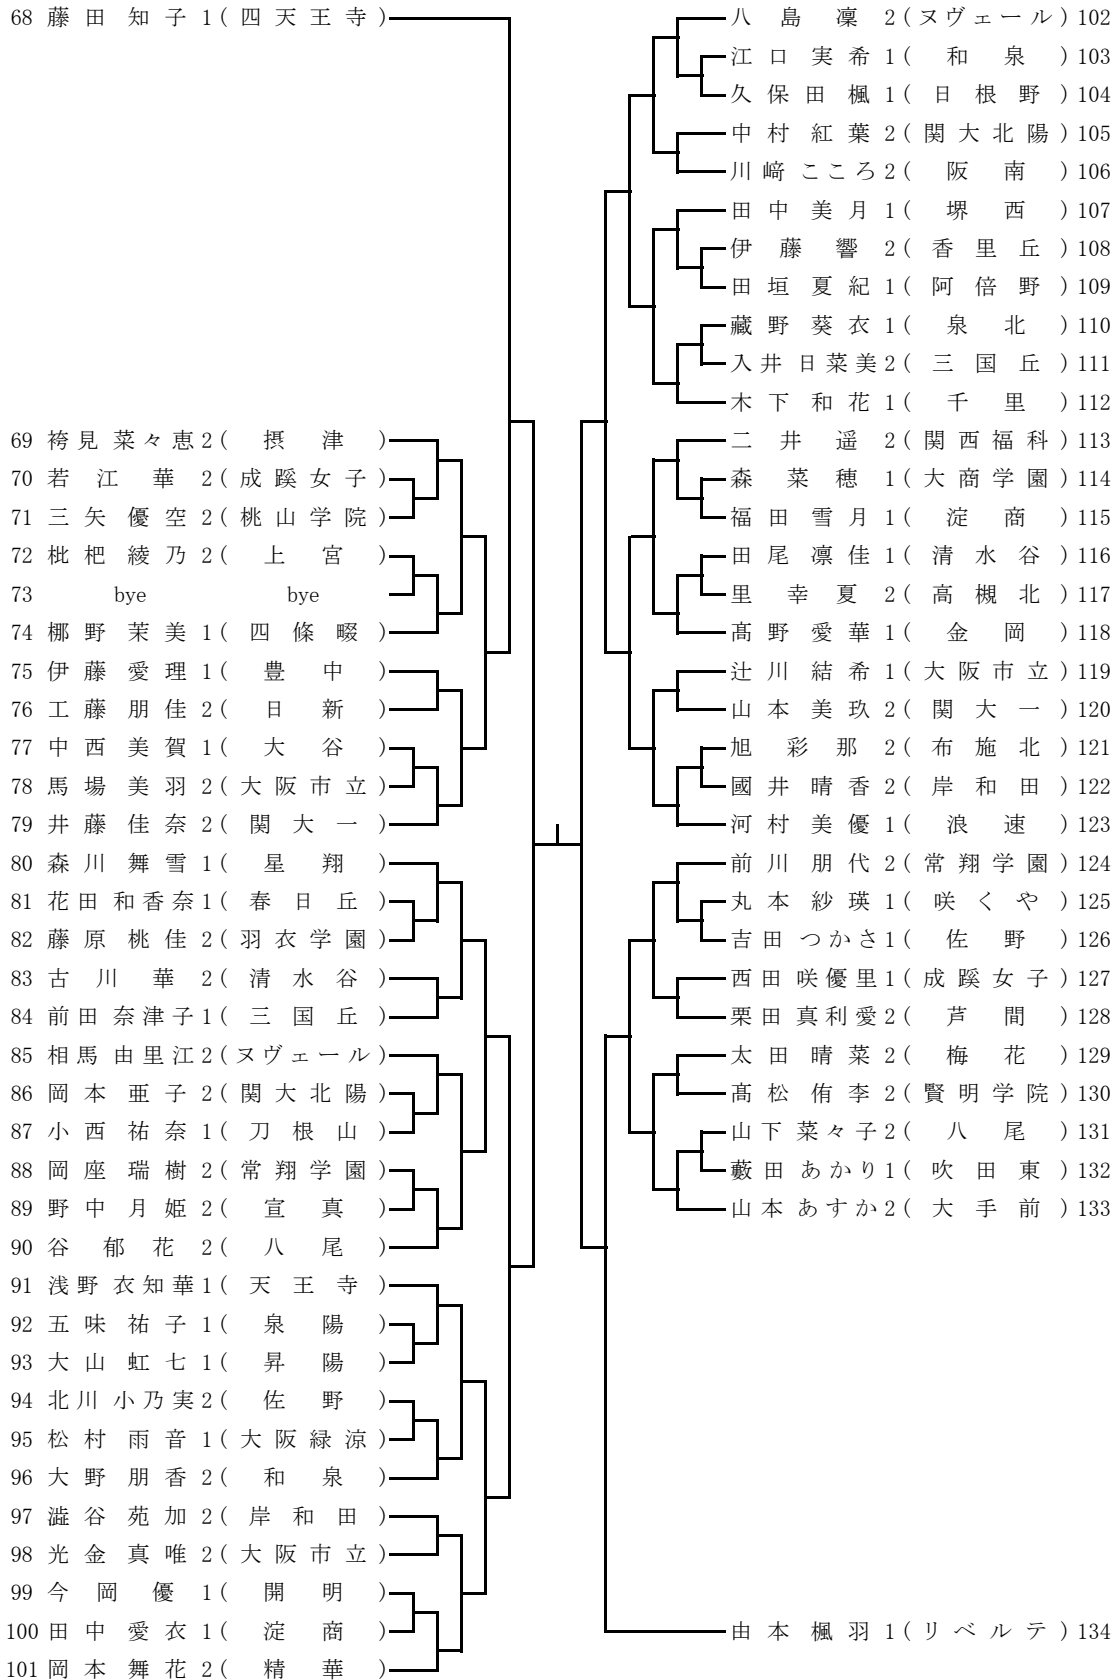 68 藤田知子 1(四天王寺)
69 袴見菜々恵 2(摂津)
70 若江華 2(成蹊女子)
71 三矢優空 2(桃山学院)
72 枇杷綾乃 2(上宮)
73 bye bye
74 梛野茉美 1(四條畷)
75 伊藤愛理 1(豊中)
76 工藤朋佳 2(日新)
77 中西美賀 1(大谷)
78 馬場美羽 2(大阪市立)
79 井藤佳奈 2(関大一)
80 森川舞雪 1(星翔)
81 花田和香奈 1(春日丘)
82 藤原桃佳 2(羽衣学園)
83 古川華 2(清水谷)
84 前田奈津子 1(三国丘)
85 相馬由里江 2(ヌヴェール)
86 岡本亜子 2(関大北陽)
87 小西祐奈 1(刀根山)
88 岡座瑞樹 2(常翔学園)
89 野中月姫 2(宣真)
90 谷郁花 2(八尾)
91 浅野衣知華 1(天王寺)
92 五味祐子 1(泉陽)
93 大山虹七 1(昇陽)
94 北川小乃実 2(佐野)
95 松村雨音 1(大阪緑涼)
96 大野朋香 2(和泉)
97 澁谷苑加 2(岸和田)
98 光金真唯 2(大阪市立)
99 今岡優 1(開明)
100 田中愛衣 1(淀商)
101 岡本舞花 2(精華)
八島凜 2(ヌヴェール) 102
江口実希 1(和泉) 103
久保田楓 1(日根野) 104
中村紅葉 2(関大北陽) 105
川﨑こころ 2(阪南) 106
田中美月 1(堺西) 107
伊藤響 2(香里丘) 108
田垣夏紀 1(阿倍野) 109
藏野葵衣 1(泉北) 110
入井日菜美 2(三国丘) 111
木下和花 1(千里) 112
二井遥 2(関西福科) 113
森菜穂 1(大商学園) 114
福田雪月 1(淀商) 115
田尾凛佳 1(清水谷) 116
里幸夏 2(高槻北) 117
髙野愛華 1(金岡) 118
辻川結希 1(大阪市立) 119
山本美玖 2(関大一) 120
旭彩那 2(布施北) 121
國井晴香 2(岸和田) 122
河村美優 1(浪速) 123
前川朋代 2(常翔学園) 124
丸本紗瑛 1(咲くや) 125
吉田つかさ 1(佐野) 126
西田咲優里 1(成蹊女子) 127
栗田真利愛 2(芦間) 128
太田晴菜 2(梅花) 129
髙松侑李 2(賢明学院) 130
山下菜々子 2(八尾) 131
藪田あかり 1(吹田東) 132
山本あすか 2(大手前) 133
由本楓羽 1(リベルテ) 134